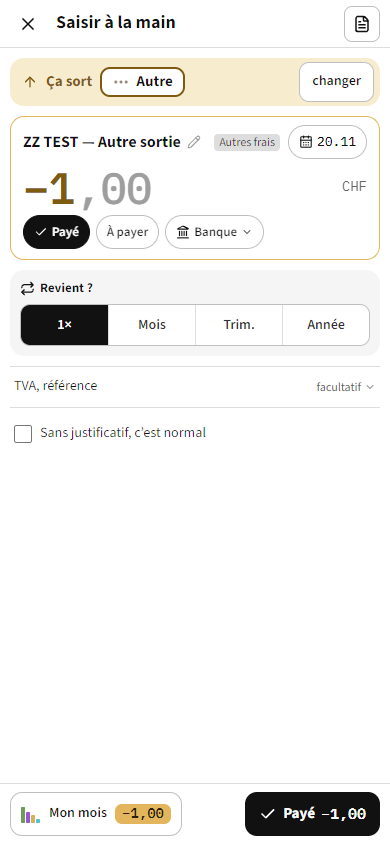 Saisir à la main
Ça sort ··· Autre changer
ZZ TEST — Autre sortie Autres frais 20.11
−1,00 CHF
Payé À payer Banque
Revient ?
1× Mois Trim. Année
TVA, référence facultatif
Sans justificatif, c’est normal
Mon mois −1,00 Payé −1,00